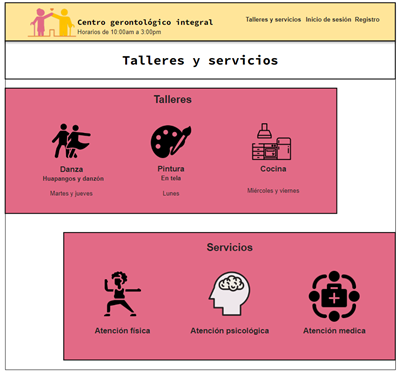 Centro gerontológico integral
Horarios de 10:00am a 3:00pm
Talleres y servicios Inicio de sesión Registro
Talleres y servicios
Talleres
Danza
Huapangos y danzón
Martes y jueves
Pintura
En tela
Lunes
Cocina
Miércoles y viernes
Servicios
Atención física
Atención psicológica
Atención medica